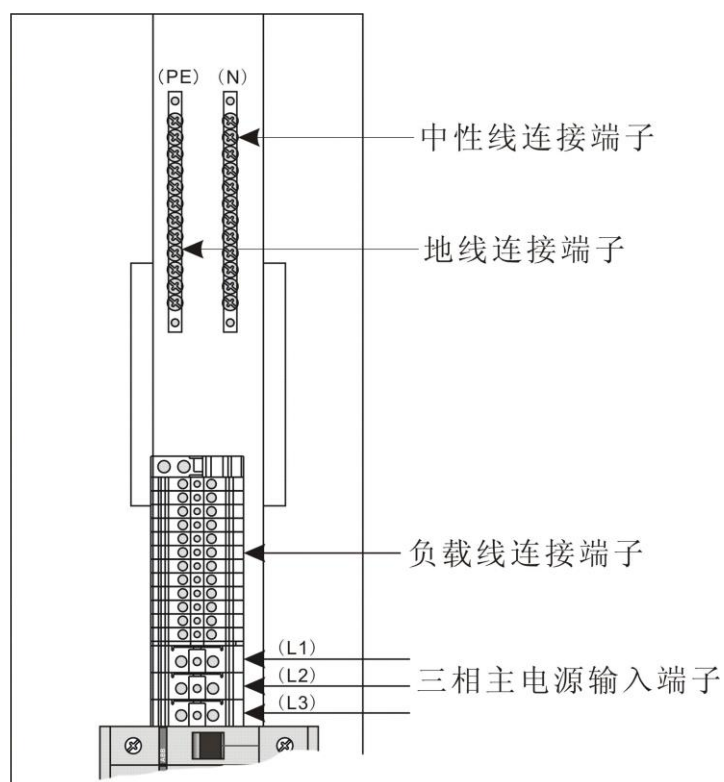 (PE) (N)
中性线连接端子
地线连接端子
负载线连接端子
(L1)
(L2)
三相主电源输入端子
(L3)
ABB